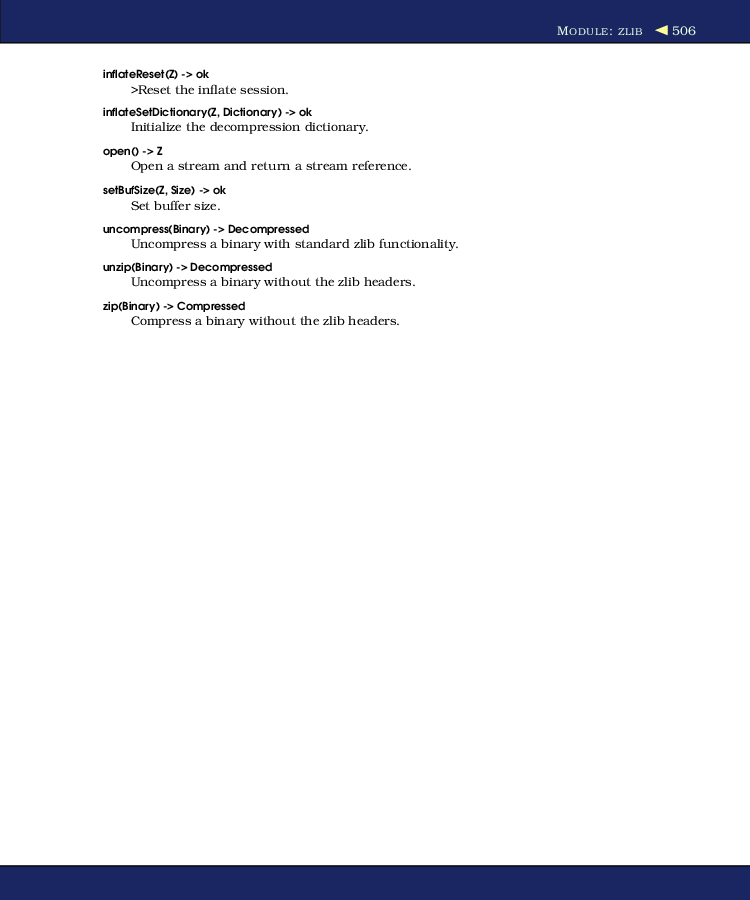 MODULE: ZLIB ◀ 506
inflateReset(Z) -> ok
>Reset the inflate session.
inflateSetDictionary(Z, Dictionary) -> ok
Initialize the decompression dictionary.
open() -> Z
Open a stream and return a stream reference.
setBufSize(Z, Size) -> ok
Set buffer size.
uncompress(Binary) -> Decompressed
Uncompress a binary with standard zlib functionality.
unzip(Binary) -> Decompressed
Uncompress a binary without the zlib headers.
zip(Binary) -> Compressed
Compress a binary without the zlib headers.